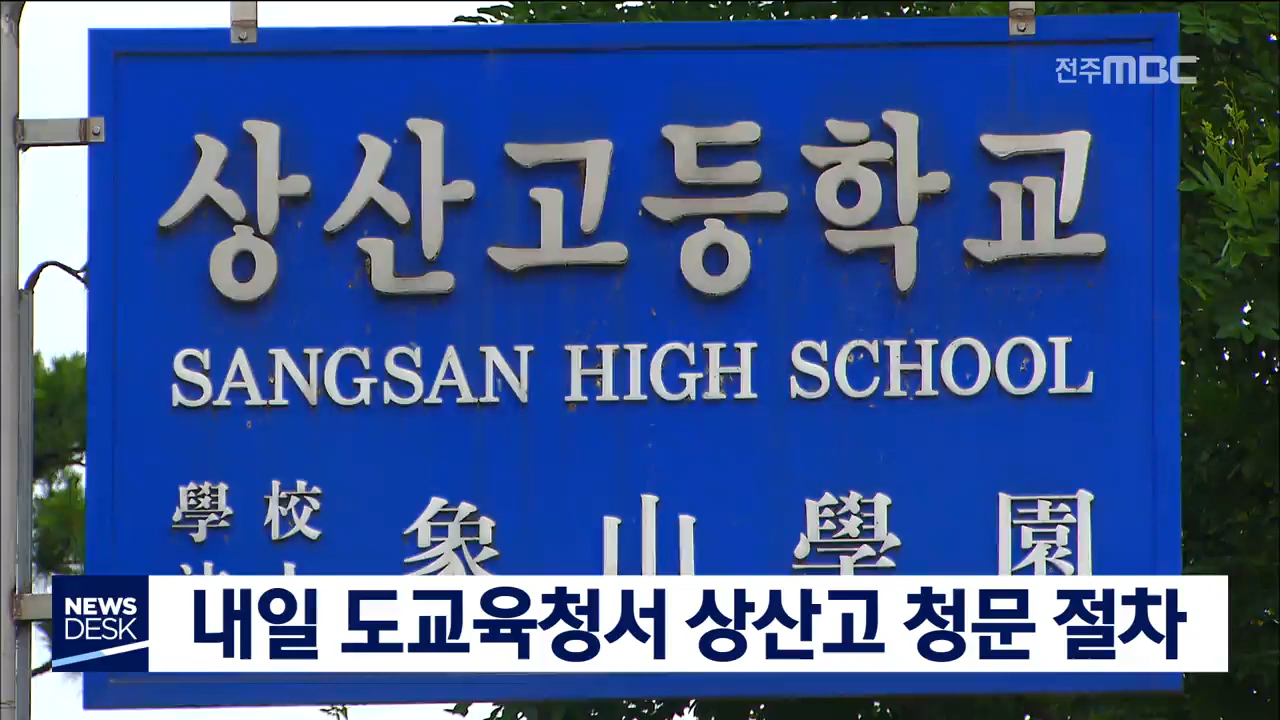 전주MBC
상산고등학교
SANGSAN HIGH SCHOOL
學校
象山學園
NEWS DESK
내일 도교육청서 상산고 청문 절차